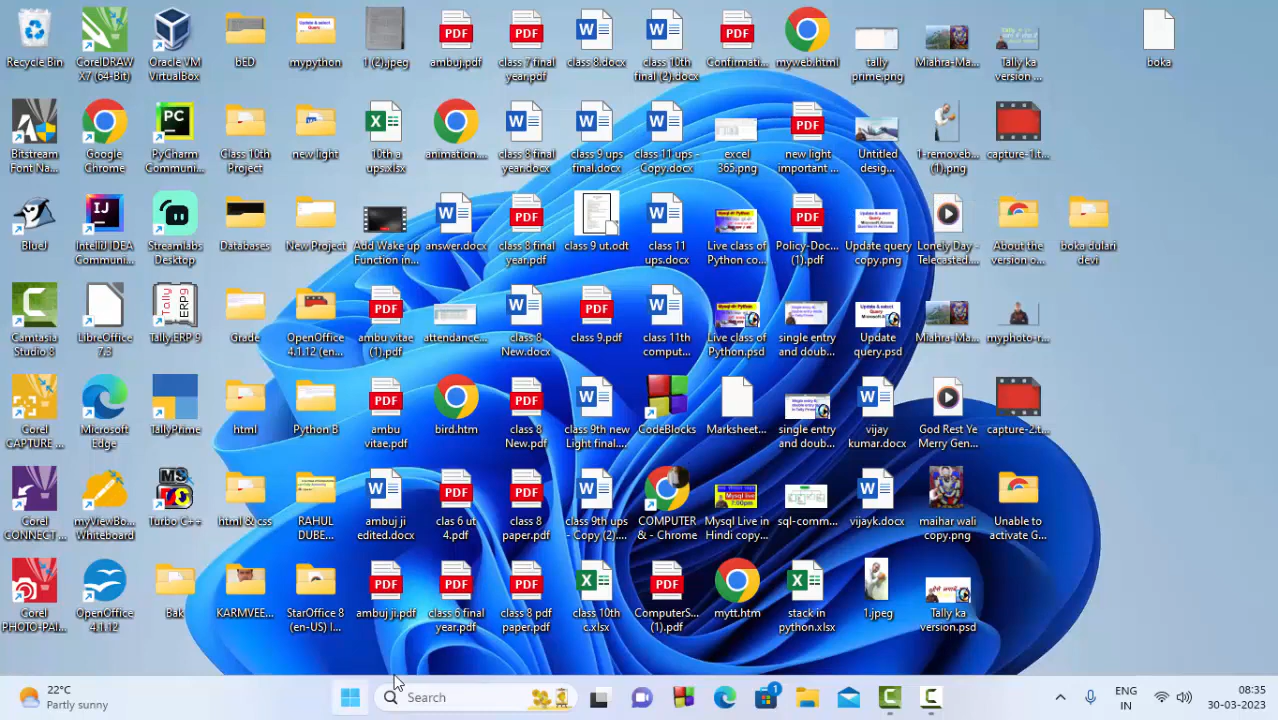 Recycle Bin
CorelDRAW X7 (64-Bit)
Oracle VM VirtualBox
bED
mypython
1 (2).jpeg
ambuj.pdf
class 7 final year.pdf
class 8.docx
class 10th final (2).docx
Confirmati...
myweb.html
tally prime.png
Miahra-Ma...
Tally ka version ...
boka
Bitstream Font Na...
Google Chrome
PyCharm Communi...
Class 10th Project
new light
10th a ups.xlsx
animation....
class 8 final year.docx
class 9 ups final.docx
class 11 ups - Copy.docx
excel 365.png
new light important ...
Untitled desig...
1-removeb... (1).png
capture-1.t...
BlueJ
IntelliJ IDEA Communi...
Streamlabs Desktop
Databases
New Project
Add Wake up Function in...
answer.docx
class 8 final year.pdf
class 9 ut.odt
class 11 ups.docx
Live class of Python co...
Policy-Doc... (1).pdf
Update query copy.png
Lonely Day - Telecasted....
About the version o...
boka dulari devi
Camtasia Studio 8
LibreOffice 7.3
Tally.ERP 9
Grade
OpenOffice 4.1.12 (en...
ambu vitae (1).pdf
attendance...
class 8 New.docx
class 9.pdf
class 11th comput...
Live class of Python.psd
single entry and doub...
Update query.psd
Miahra-Ma...
myphoto-r...
Corel CAPTURE ...
Microsoft Edge
TallyPrime
html
Python B
ambu vitae.pdf
bird.htm
class 8 New.pdf
class 9th new Light final....
CodeBlocks
Marksheet...
single entry and doub...
vijay kumar.docx
God Rest Ye Merry Gen...
capture-2.t...
Corel CONNECT ...
myViewBo... Whiteboard
Turbo C++
html & css
RAHUL DUBE...
ambuj ji edited.docx
clas 6 ut 4.pdf
class 8 paper.pdf
class 9th ups - Copy (2)....
COMPUTER & - Chrome
Mysql Live in Hindi copy...
sql-comm...
vijayk.docx
maihar wali copy.png
Unable to activate G...
Corel PHOTO-PAI...
OpenOffice 4.1.12
Bak
KARMVEE...
StarOffice 8 (en-US) I...
ambuj ji.pdf
class 6 final year.pdf
class 8 pdf paper.pdf
class 10th c.xlsx
ComputerS... (1).pdf
mytt.htm
stack in python.xlsx
1.jpeg
Tally ka version.psd
22°C
Partly sunny
Search
1
ENG
IN
08:35
30-03-2023